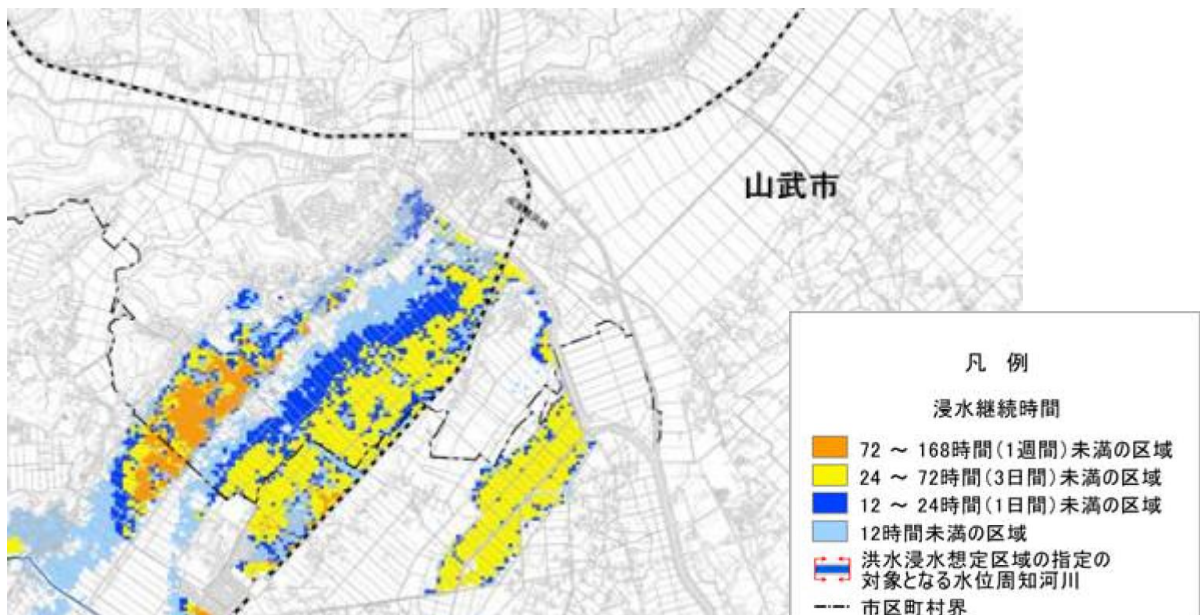 山武市
凡 例
浸水継続時間
72 ～ 168時間(1週間)未満の区域
24 ～ 72時間(3日間)未満の区域
12 ～ 24時間(1日間)未満の区域
12時間未満の区域
洪水浸水想定区域の指定の
対象となる水位周知河川
市区町村界